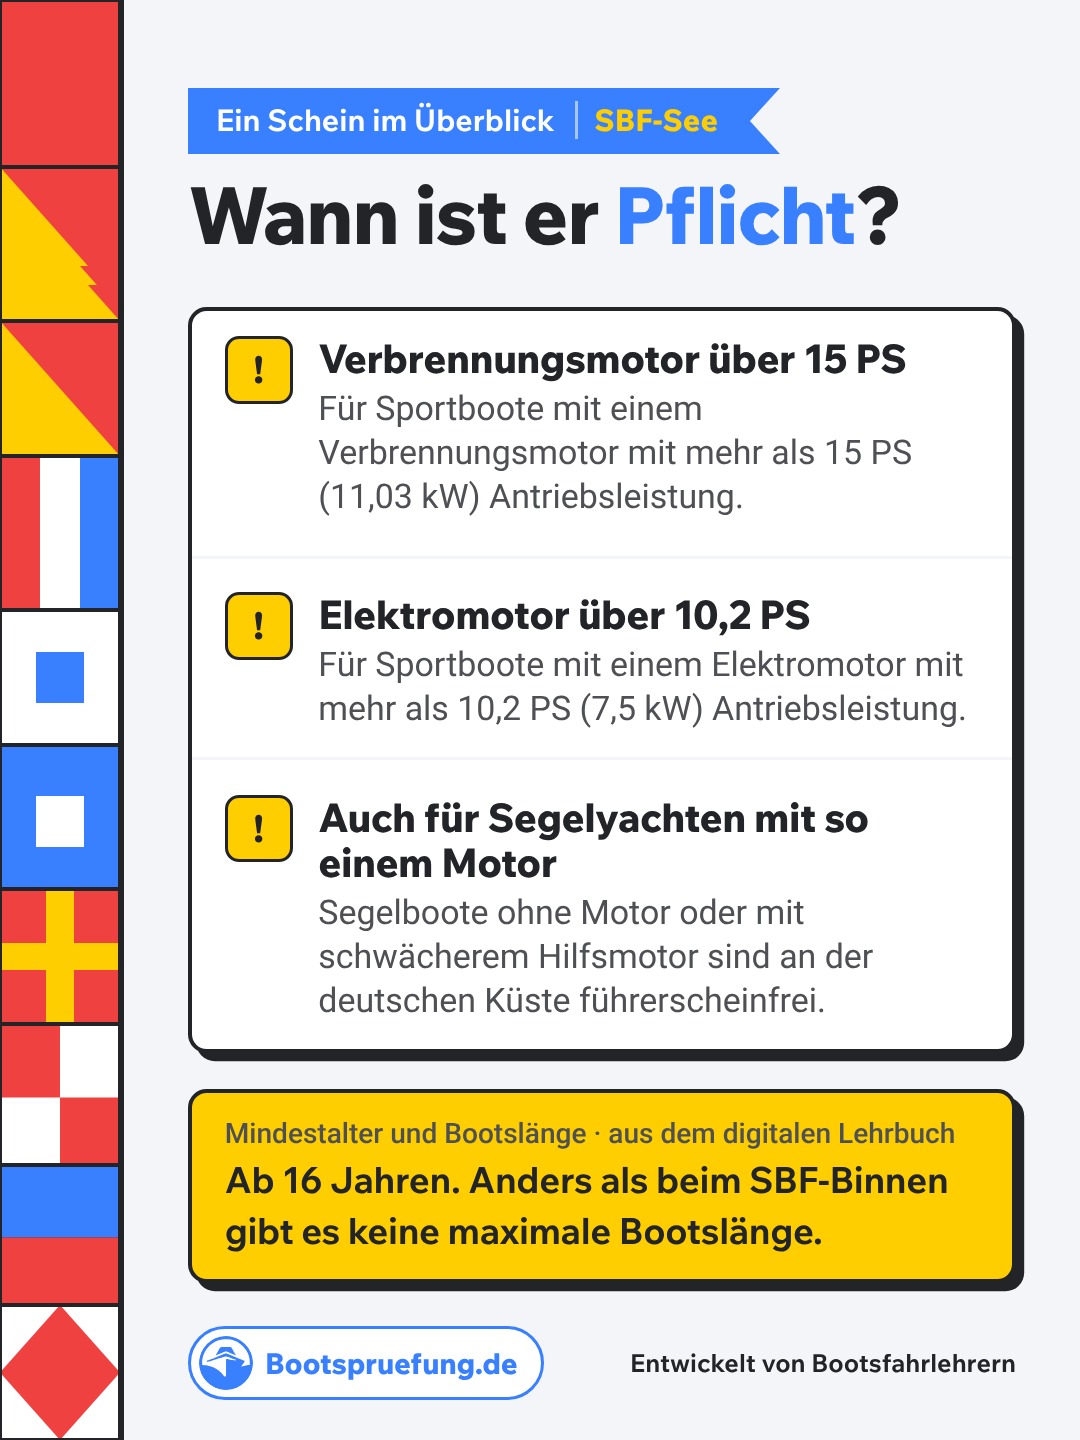 Ein Schein im Überblick | SBF-See
Wann ist er Pflicht?
! Verbrennungsmotor über 15 PS
Für Sportboote mit einem
Verbrennungsmotor mit mehr als 15 PS
(11,03 kW) Antriebsleistung.
! Elektromotor über 10,2 PS
Für Sportboote mit einem Elektromotor mit
mehr als 10,2 PS (7,5 kW) Antriebsleistung.
! Auch für Segelyachten mit so
einem Motor
Segelboote ohne Motor oder mit
schwächerem Hilfsmotor sind an der
deutschen Küste führerscheinfrei.
Mindestalter und Bootslänge · aus dem digitalen Lehrbuch
Ab 16 Jahren. Anders als beim SBF-Binnen
gibt es keine maximale Bootslänge.
Bootspruefung.de
Entwickelt von Bootsfahrlehrern